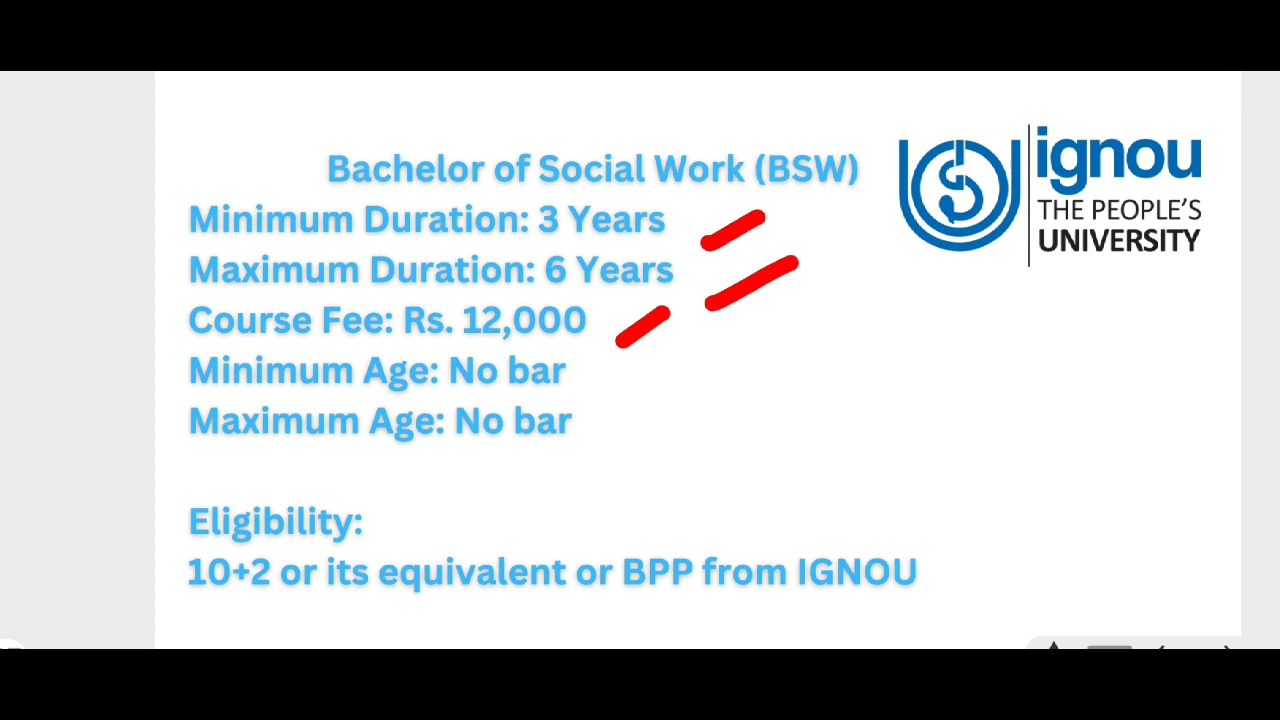 Bachelor of Social Work (BSW)
Minimum Duration: 3 Years
Maximum Duration: 6 Years
Course Fee: Rs. 12,000
Minimum Age: No bar
Maximum Age: No bar
Eligibility:
10+2 or its equivalent or BPP from IGNOU
ignou
THE PEOPLE'S
UNIVERSITY